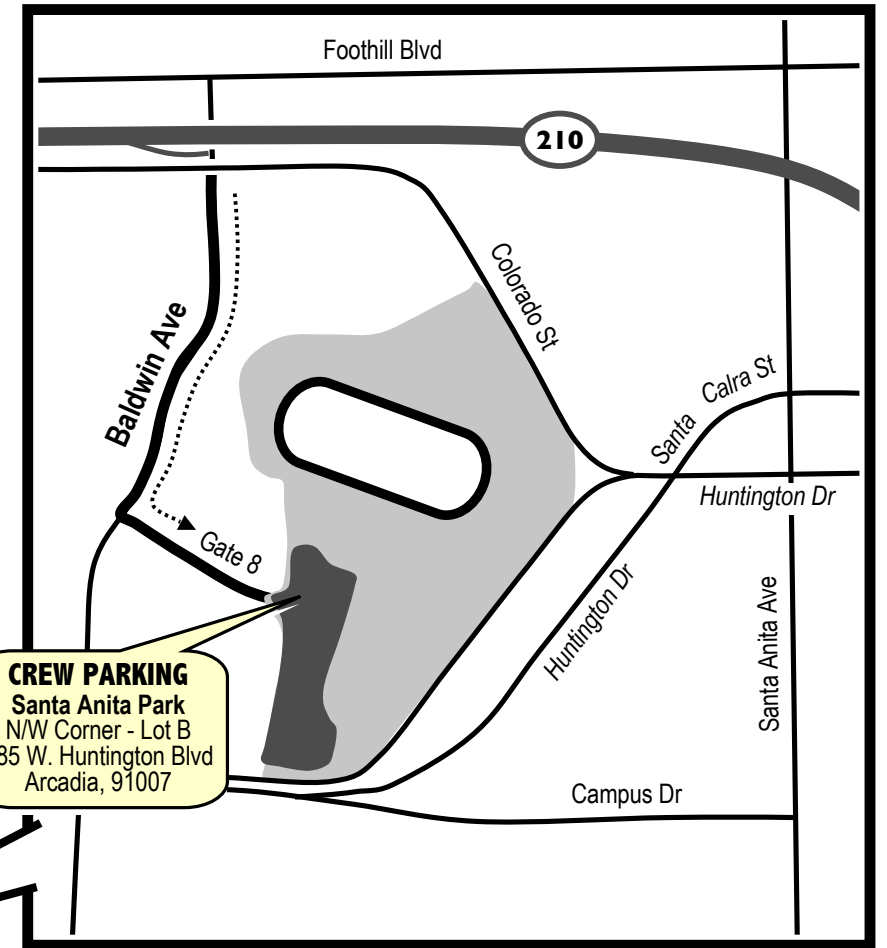 Foothill Blvd
210
Colorado St
Baldwin Ave
Santa Calra St
Huntington Dr
Gate 8
Huntington Dr
Santa Anita Ave
CREW PARKING
Santa Anita Park
N/W Corner - Lot B
85 W. Huntington Blvd
Arcadia, 91007
Campus Dr